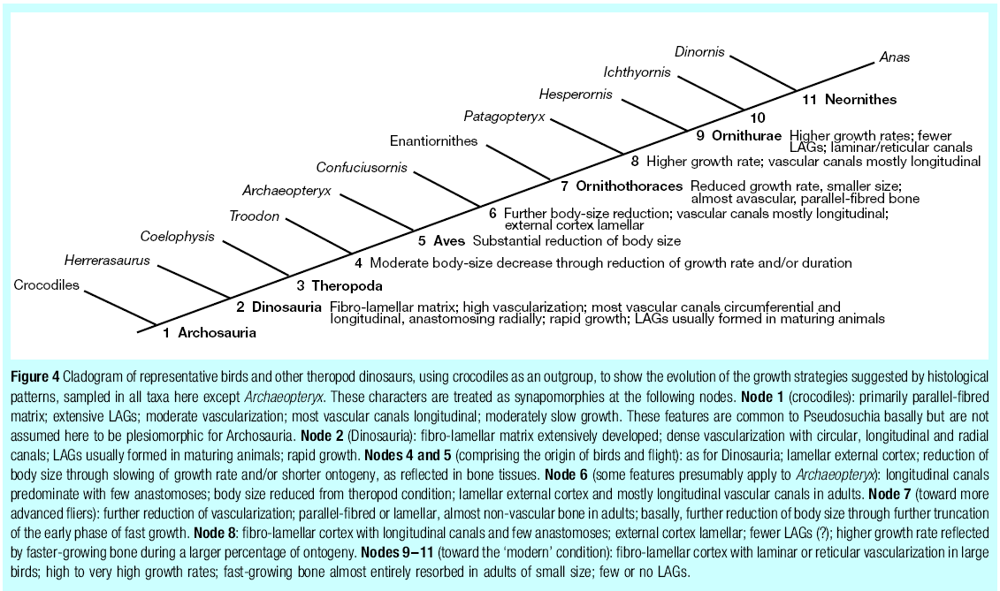 Dinornis
Anas
Ichthyornis
Hesperornis
11 Neornithes
Patagopteryx
10
Enantiornithes
9 Ornithurae Higher growth rates; fewer
LAGs; laminar/reticular canals
Confuciusornis
8 Higher growth rate; vascular canals mostly longitudinal
Archaeopteryx
7 Ornithothoraces Reduced growth rate, smaller size;
almost avascular, parallel-fibred bone
Troodon
6 Further body-size reduction; vascular canals mostly longitudinal;
external cortex lamellar
Coelophysis
5 Aves Substantial reduction of body size
Herrerasaurus
4 Moderate body-size decrease through reduction of growth rate and/or duration
Crocodiles
3 Theropoda
2 Dinosauria Fibro-lamellar matrix; high vascularization; most vascular canals circumferential and
longitudinal, anastomosing radially; rapid growth; LAGs usually formed in maturing animals
1 Archosauria
Figure 4 Cladogram of representative birds and other theropod dinosaurs, using crocodiles as an outgroup, to show the evolution of the growth strategies suggested by histological
patterns, sampled in all taxa here except Archaeopteryx. These characters are treated as synapomorphies at the following nodes. Node 1 (crocodiles): primarily parallel-fibred
matrix; extensive LAGs; moderate vascularization; most vascular canals longitudinal; moderately slow growth. These features are common to Pseudosuchia basally but are not
assumed here to be plesiomorphic for Archosauria. Node 2 (Dinosauria): fibro-lamellar matrix extensively developed; dense vascularization with circular, longitudinal and radial
canals; LAGs usually formed in maturing animals; rapid growth. Nodes 4 and 5 (comprising the origin of birds and flight): as for Dinosauria; lamellar external cortex; reduction of
body size through slowing of growth rate and/or shorter ontogeny, as reflected in bone tissues. Node 6 (some features presumably apply to Archaeopteryx): longitudinal canals
predominate with few anastomoses; body size reduced from theropod condition; lamellar external cortex and mostly longitudinal vascular canals in adults. Node 7 (toward more
advanced fliers): further reduction of vascularization; parallel-fibred or lamellar, almost non-vascular bone in adults; basally, further reduction of body size through further truncation
of the early phase of fast growth. Node 8: fibro-lamellar cortex with longitudinal canals and few anastomoses; external cortex lamellar; fewer LAGs (?); higher growth rate reflected
by faster-growing bone during a larger percentage of ontogeny. Nodes 9–11 (toward the ‘modern’ condition): fibro-lamellar cortex with laminar or reticular vascularization in large
birds; high to very high growth rates; fast-growing bone almost entirely resorbed in adults of small size; few or no LAGs.